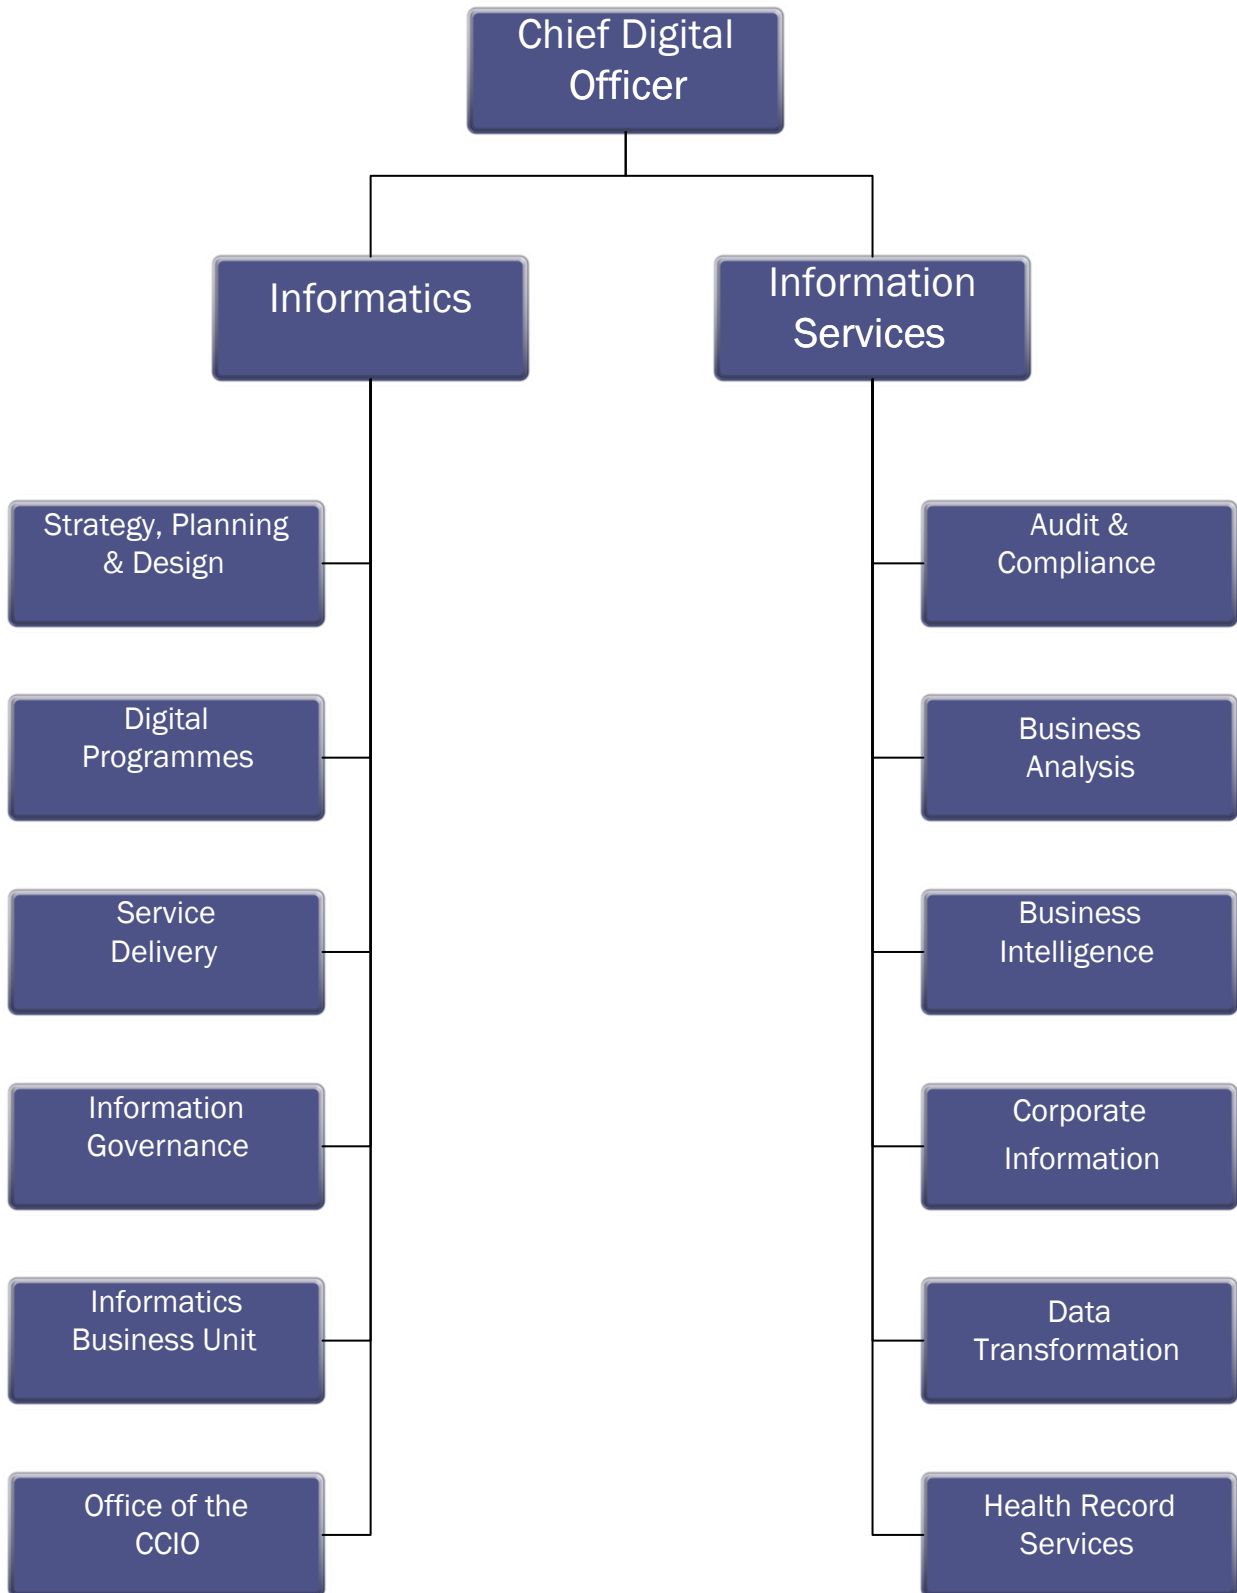 Chief Digital
Officer
Informatics
Information
Services
Strategy, Planning
& Design
Digital
Programmes
Service
Delivery
Information
Governance
Informatics
Business Unit
Office of the
CCIO
Audit &
Compliance
Business
Analysis
Business
Intelligence
Corporate
Information
Data
Transformation
Health Record
Services